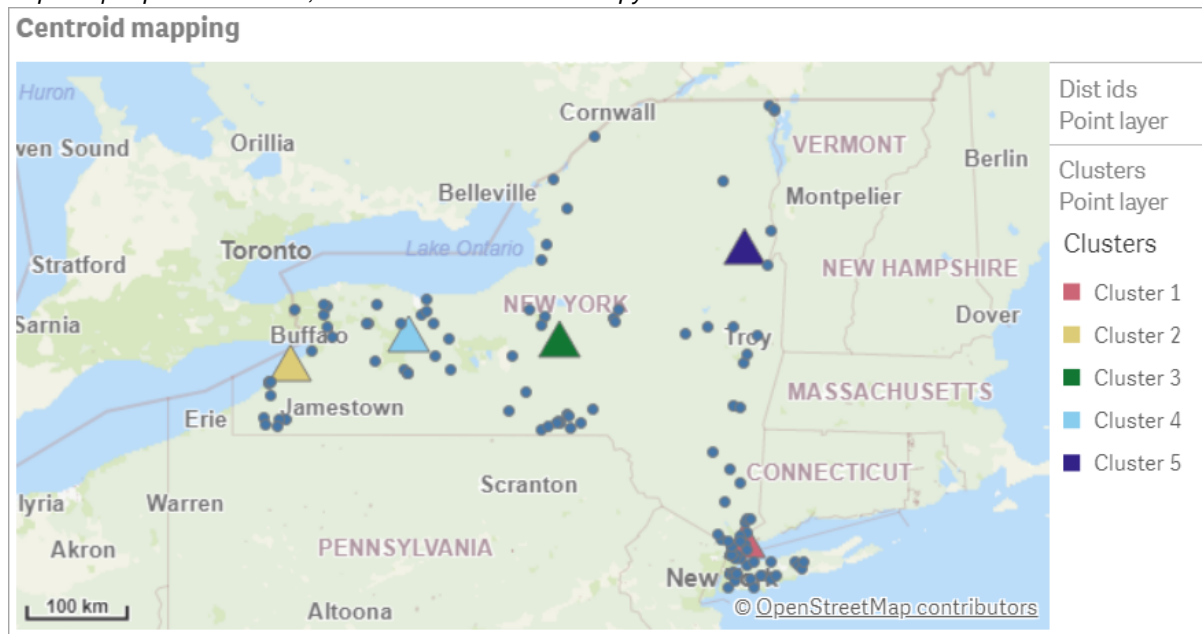 Centroid mapping
Huron
Cornwall
ven Sound
Orillia
VERMONT
Berlin
Belleville
Montpelier
Toronto
Lake Ontario
Stratford
NEW HAMPSHIRE
NEW YORK
Sarnia
Buffalo
Troy
Dover
MASSACHUSETTS
Jamestown
Erie
CONNECTICUT
Scranton
lyria
Warren
Akron
PENNSYLVANIA
New York
100 km
Altoona
© OpenStreetMap contributors
Dist ids
Point layer
Clusters
Point layer
Clusters
Cluster 1
Cluster 2
Cluster 3
Cluster 4
Cluster 5